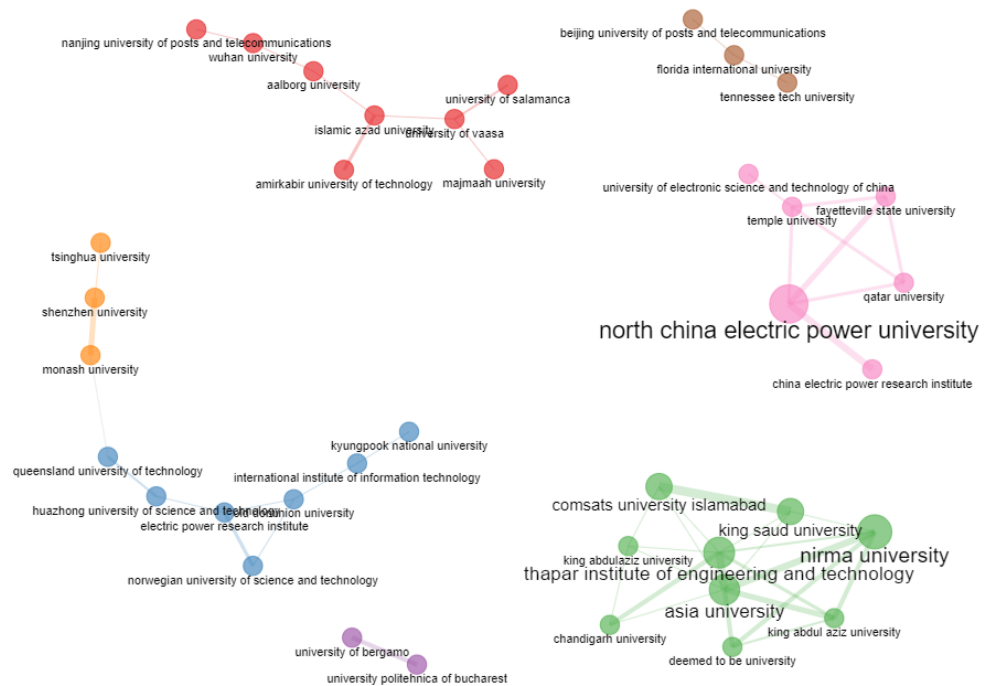 nanjing university of posts and telecommunications
wuhan university
aalborg university
university of salamanca
islamic azad university
university of vaasa
amirkabir university of technology
majmaah university
beijing university of posts and telecommunications
florida international university
tennessee tech university
university of electronic science and technology of china
fayetteville state university
temple university
qatar university
north china electric power university
china electric power research institute
tsinghua university
shenzhen university
monash university
kyungpook national university
queensland university of technology
international institute of information technology
huazhong university of science and technology
old dominion university
electric power research institute
norwegian university of science and technology
comsats university islamabad
king saud university
nirma university
king abdulaziz university
thapar institute of engineering and technology
asia university
chandigarh university
king abdul aziz university
deemed to be university
university of bergamo
university politehnica of bucharest